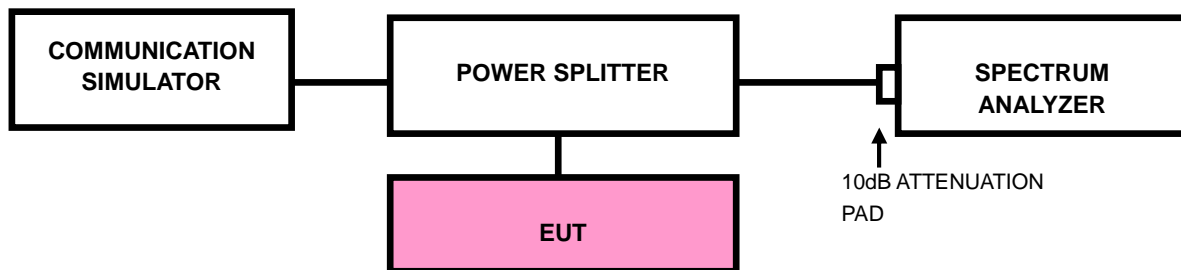 COMMUNICATION
SIMULATOR
POWER SPLITTER
SPECTRUM
ANALYZER
10dB ATTENUATION
PAD
EUT